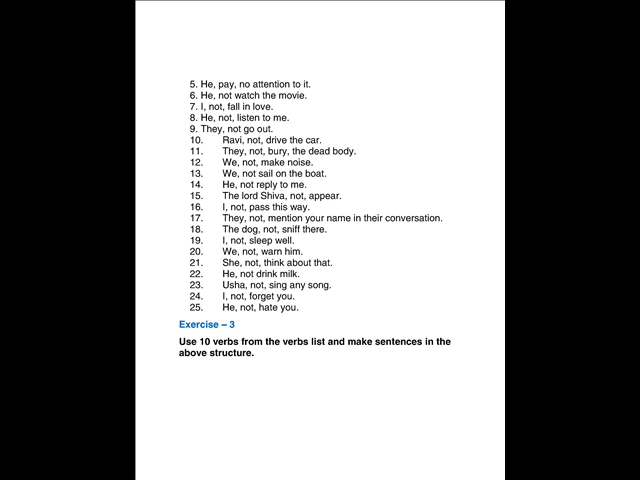 5. He, pay, no attention to it.
6. He, not watch the movie.
7. I, not, fall in love.
8. He, not, listen to me.
9. They, not go out.
10. Ravi, not, drive the car.
11. They, not, bury, the dead body.
12. We, not, make noise.
13. We, not sail on the boat.
14. He, not reply to me.
15. The lord Shiva, not, appear.
16. I, not, pass this way.
17. They, not, mention your name in their conversation.
18. The dog, not, sniff there.
19. I, not, sleep well.
20. We, not, warn him.
21. She, not, think about that.
22. He, not drink milk.
23. Usha, not, sing any song.
24. I, not, forget you.
25. He, not, hate you.
Exercise – 3
Use 10 verbs from the verbs list and make sentences in the
above structure.